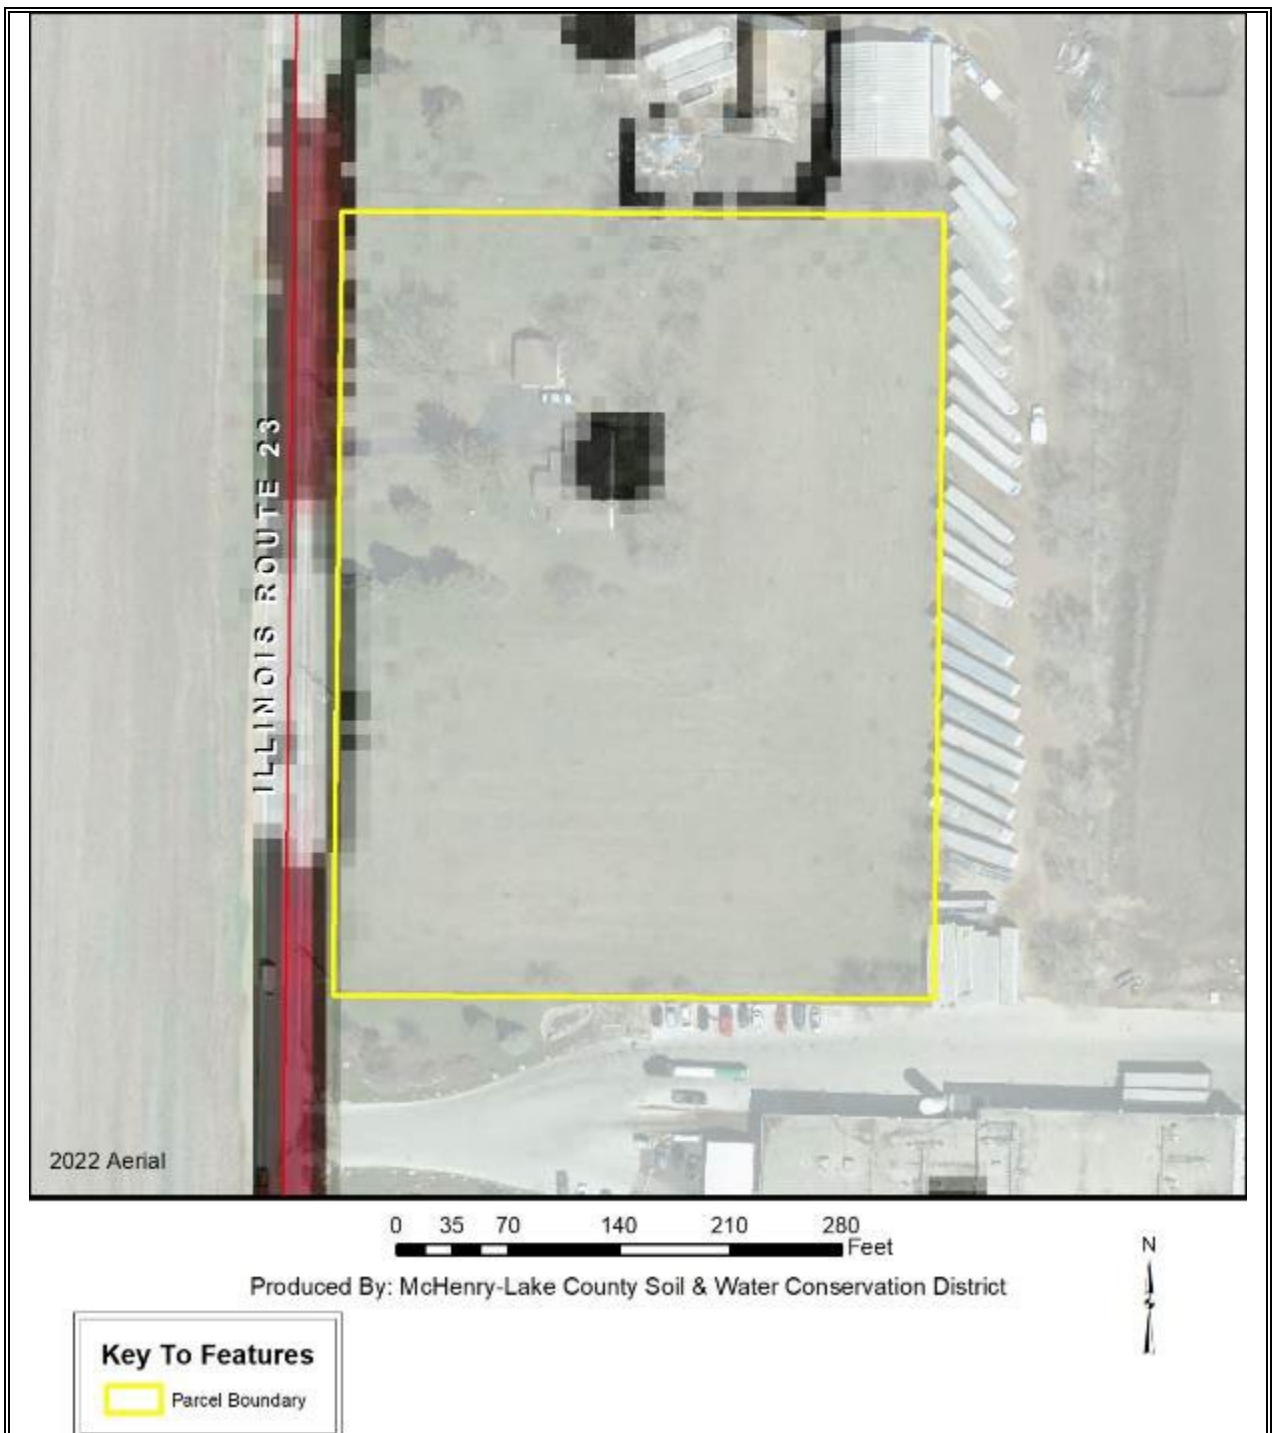 ILLINOIS ROUTE 23
2022 Aerial
0 35 70 140 210 280
Feet
Produced By: McHenry-Lake County Soil & Water Conservation District
N
Key To Features
Parcel Boundary